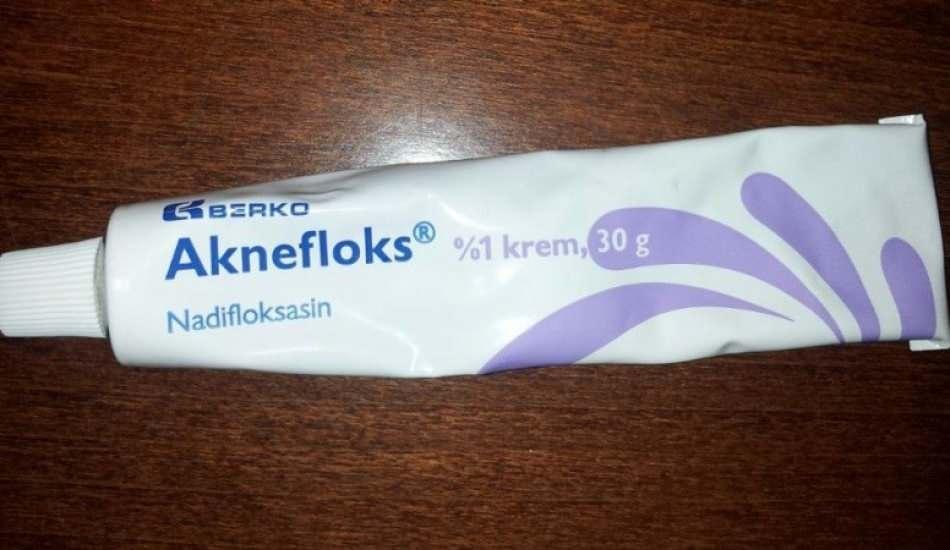 BERKO
Aknefloks® %1 krem, 30 g
Nadifloksasin